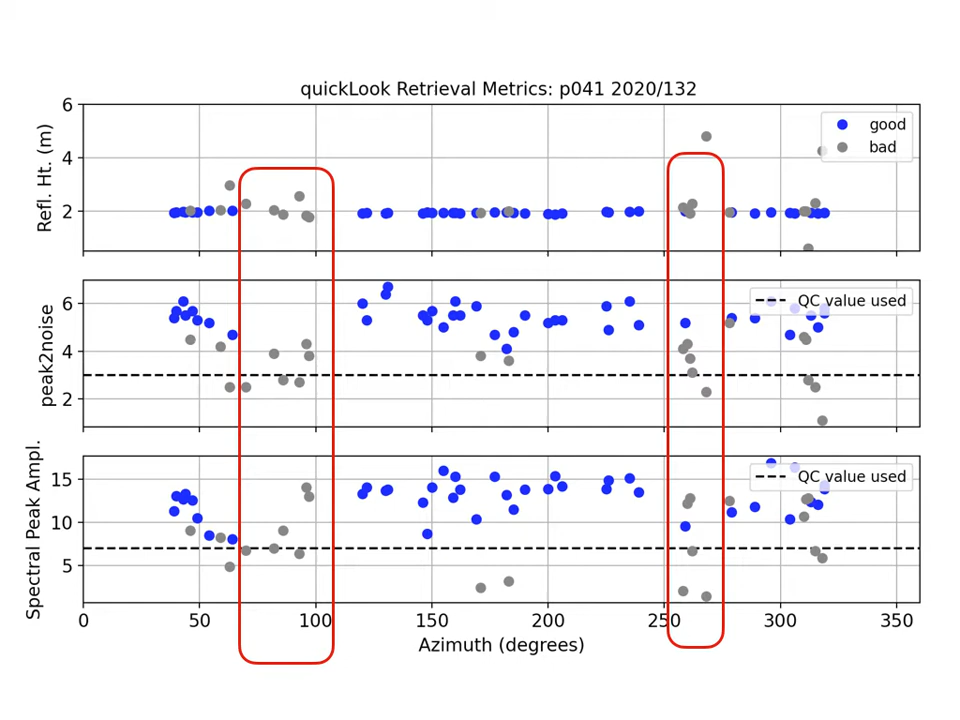 quickLook Retrieval Metrics: p041 2020/132
Refl. Ht. (m)
6
4
2
good
bad
peak2noise
6
4
2
QC value used
Spectral Peak Ampl.
15
10
5
QC value used
0 50 100 150 200 250 300 350
Azimuth (degrees)